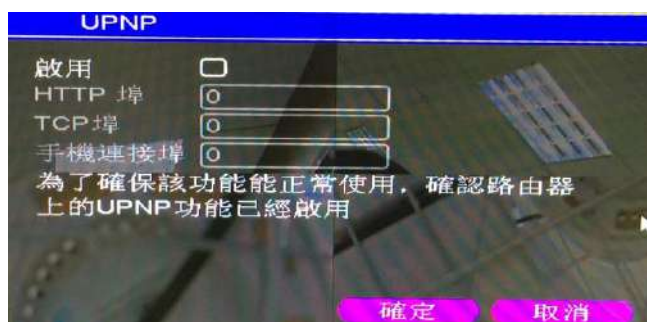 UPNP
啟用
HTTP 埠 0
TCP埠 0
手機連接埠 0
為了確保該功能能正常使用, 確認路由器
上的UPNP功能已經啟用
確定 取消